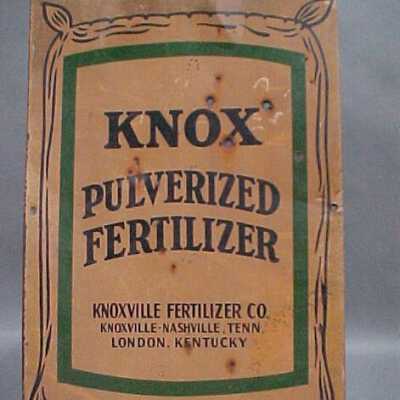 KNOX
PULVERIZED
FERTILIZER
KNOXVILLE FERTILIZER CO.
KNOXVILLE-NASHVILLE, TENN.
LONDON, KENTUCKY